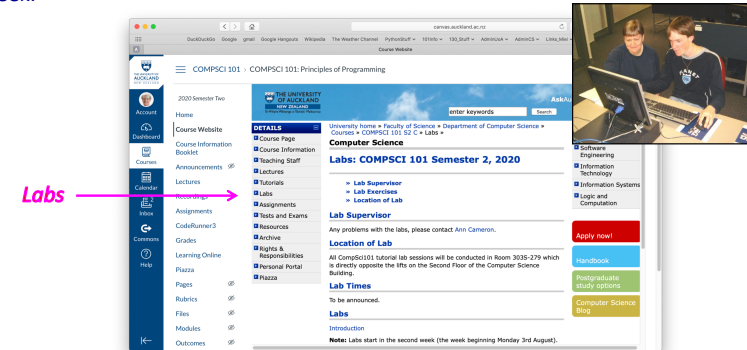 canvas.auckland.ac.nz
DuckDuckGo Google gmail Google Hangouts Wikipedia The Weather Channel PythonStuff 101Info 130_Stuff AdminUoA AdminCS
Course Website
THE UNIVERSITY OF
AUCKLAND
NEW ZEALAND
COMPSCI 101 > COMPSCI 101: Principles of Programming
Account
Dashboard
Courses
Calendar
2
Inbox
Commons
?
Help
2020 Semester Two
Home
Course Website
Course Information
Booklet
Announcements
Lectures
Recordings
Assignments
CodeRunner3
Grades
Learning Online
Piazza
Pages
Rubrics
Files
Modules
Outcomes
Labs
THE UNIVERSITY
OF AUCKLAND
NEW ZEALAND
enter keywords
Search
DETAILS
Course Page
Course Information
Teaching Staff
Lectures
Tutorials
Labs
Assignments
Tests and Exams
Resources
Archive
Rights &
Responsibilities
Personal Portal
Piazza
University home » Faculty of Science » Department of Computer Science »
Courses » COMPSCI 101 S2 C » Labs »
Computer Science
Labs: COMPSCI 101 Semester 2, 2020
» Lab Supervisor
» Lab Exercises
» Location of Lab
Lab Supervisor
Any problems with the labs, please contact Ann Cameron.
Location of Lab
All CompSci101 tutorial lab sessions will be conducted in Room 303S-279 which
is directly opposite the lifts on the Second Floor of the Computer Science
Building.
Lab Times
To be announced.
Labs
Introduction
Note: Labs start in the second week (the week beginning Monday 3rd August).
Software
Engineering
Information
Technology
Information Systems
Logic and
Computation
Apply now!
Handbook
Postgraduate
study options
Computer Science
Blog